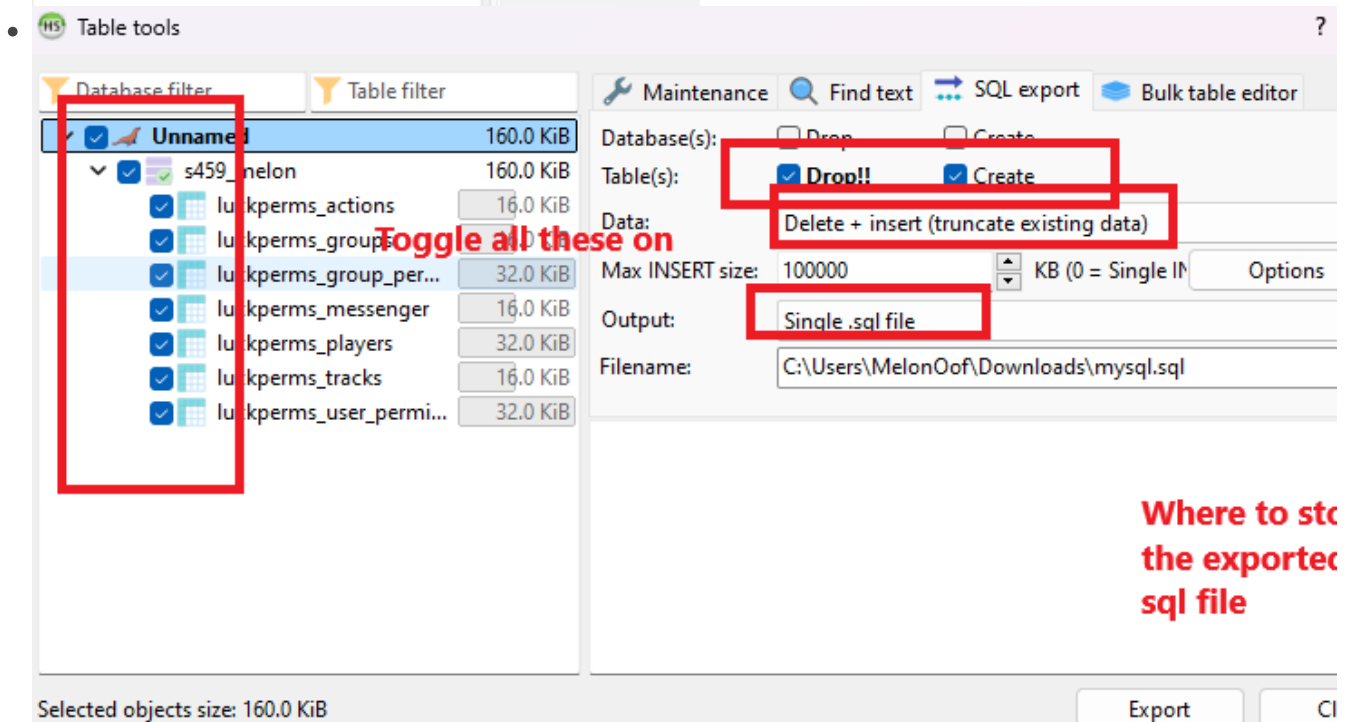 Table tools ?
Database filter Table filter
Maintenance Find text SQL export Bulk table editor
Unnamed 160.0 KiB
Database(s): Drop Create
s459_melon 160.0 KiB
Table(s): Drop!! Create
luckperms_actions 16.0 KiB
Data: Delete + insert (truncate existing data)
luckperms_groups
Toggle all these on
luckperms_group_per... 32.0 KiB
Max INSERT size: 100000 KB (0 = Single IN Options
luckperms_messenger 16.0 KiB
Output: Single .sql file
luckperms_players 32.0 KiB
Filename: C:\Users\MelonOof\Downloads\mysql.sql
luckperms_tracks 16.0 KiB
luckperms_user_permi... 32.0 KiB
Where to sto
the exported
sql file
Selected objects size: 160.0 KiB
Export Cl